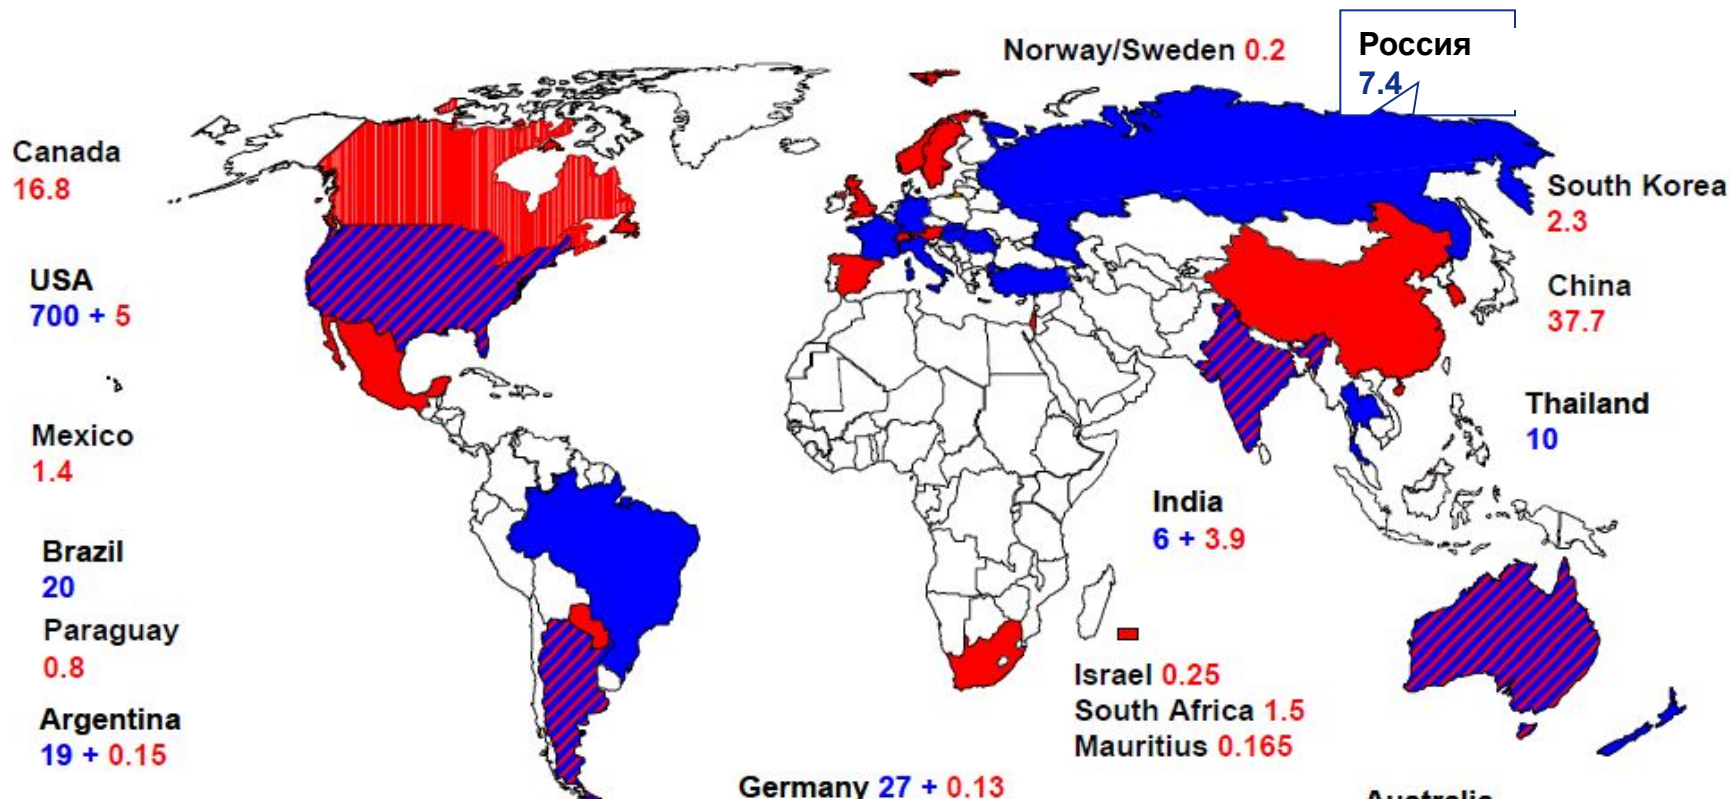 Norway/Sweden 0.2
Россия
7.4
Canada
16.8
South Korea
2.3
USA
700 + 5
China
37.7
Thailand
10
Mexico
1.4
India
6 + 3.9
Brazil
20
Paraguay
0.8
Israel 0.25
South Africa 1.5
Mauritius 0.165
Argentina
19 + 0.15
Germany 27 + 0.13
Australia